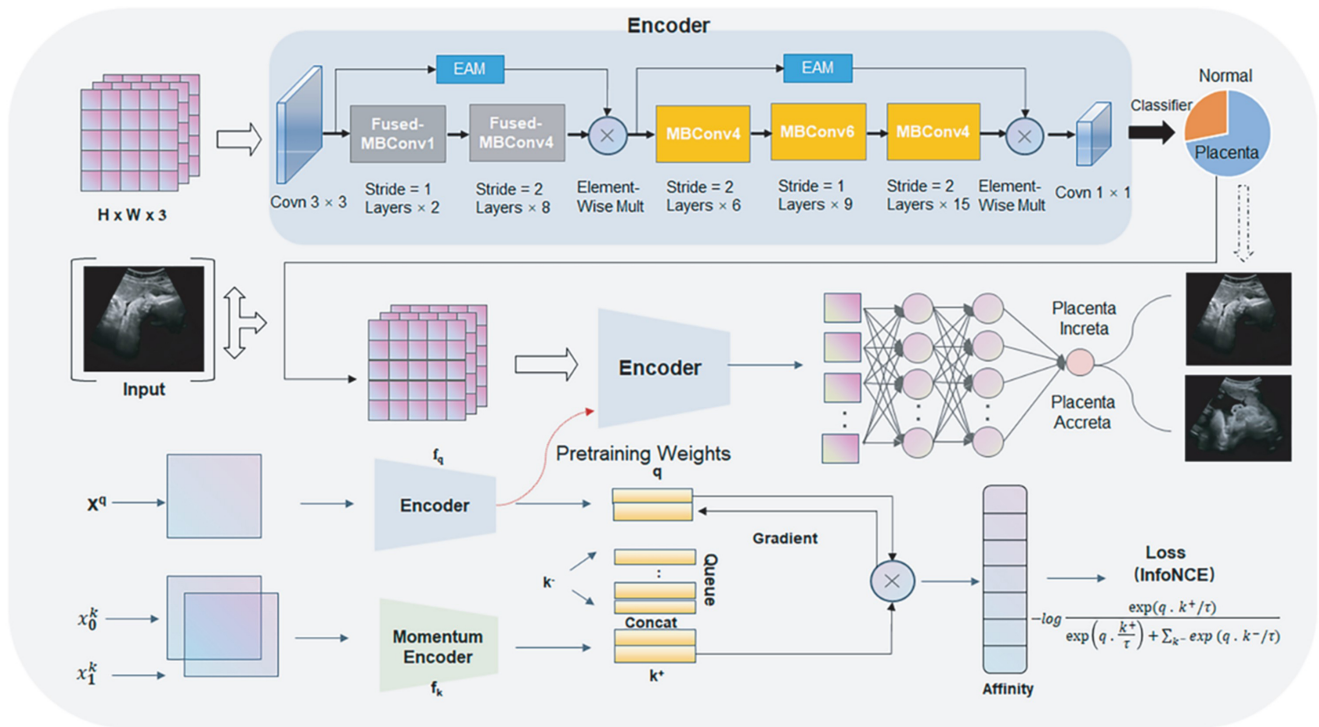 Encoder
EAM
EAM
Fused-
MBConv1
Fused-
MBConv4
×
MBConv4
MBConv6
MBConv4
×
Classifier
Normal
Placenta
H x W x 3
Covn 3 × 3
Stride = 1
Layers × 2
Stride = 2
Layers × 8
Element-
Wise Mult
Stride = 2
Layers × 6
Stride = 1
Layers × 9
Stride = 2
Layers × 15
Element-
Wise Mult
Covn 1 × 1
Input
Encoder
Placenta
Increta
Placenta
Accreta
Pretraining Weights
X^q
f_q
Encoder
q
Gradient
k^-
Queue
Concat
x_0^k
x_1^k
Momentum
Encoder
f_k
k^+
×
Affinity
Loss
(InfoNCE)
-log exp(q . k^+/τ) / (exp(q . k^+/τ) + ∑_{k^-} exp (q . k^-/τ))